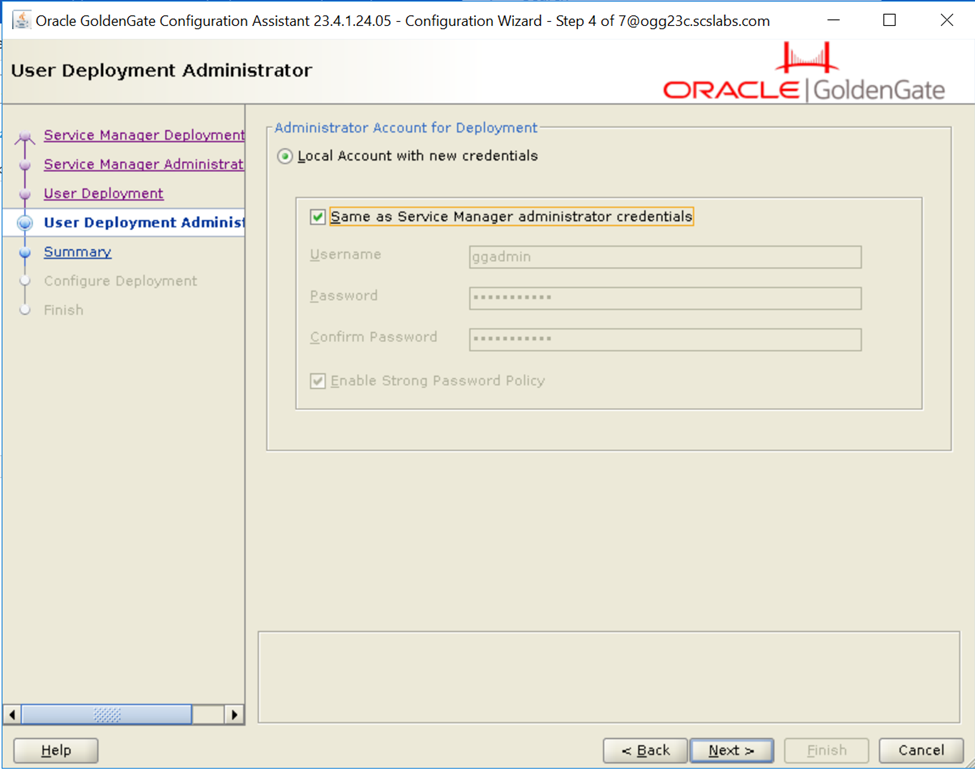 Oracle GoldenGate Configuration Assistant 23.4.1.24.05 - Configuration Wizard - Step 4 of 7@ogg23c.scslabs.com
User Deployment Administrator
ORACLE | GoldenGate
Service Manager Deployment
Service Manager Administrat
User Deployment
User Deployment Adminis
Summary
Configure Deployment
Finish
Administrator Account for Deployment
Local Account with new credentials
Same as Service Manager administrator credentials
Username ggadmin
Password •••••••••••
Confirm Password •••••••••••
Enable Strong Password Policy
Help < Back Next > Finish Cancel